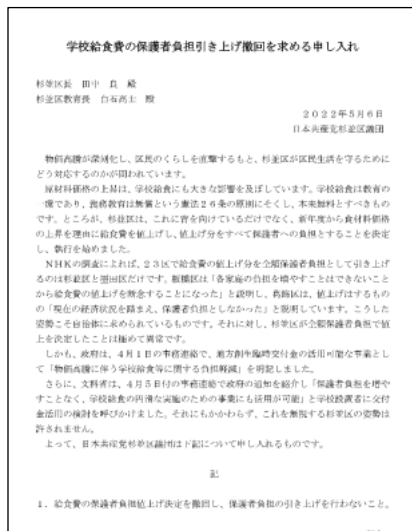 学校給食費の保護者負担引き上げ撤回を求める申し入れ
杉並区長 田中 良 殿
杉並区教育長 白石高士 殿
2022年5月6日
日本共産党杉並区議団
物価高騰が深刻化し、区民のくらしを直撃するもと、杉並区が区民生活を守るために
どう対応するのかが問われています。
原材料価格の上昇は、学校給食にも大きな影響を及ぼしています。学校給食は教育の
一環であり、義務教育は無償という憲法26条の原則にそくし、本来無料とすべきもの
です。ところが、杉並区は、これに背を向けているだけでなく、新年度から食材料価格
の上昇を理由に給食費を値上げし、値上げ分をすべて保護者への負担とすることを決定
し、執行を始めました。
NHKの調査によれば、23区で給食費の値上げ分を全額保護者負担として引き上げ
るのは杉並区と墨田区だけです。板橋区は「各家庭の負担を増やすことはできないこと
から給食費の値上げを断念することになった」と説明し、葛飾区は、値上げはするもの
の「現在の経済状況を踏まえ、保護者負担としなかった」と説明しています。こうした
姿勢こそ自治体に求められているものです。それに対し、杉並区が全額保護者負担で値
上を決定したことは極めて異常です。
しかも、政府は、4月1日の事務連絡で、地方創生臨時交付金の活用可能な事業とし
て「物価高騰に伴う学校給食等に関する負担軽減」を明記しました。
さらに、文科省は、4月5日付の事務連絡で政府の通知を紹介し「保護者負担を増や
すことなく、学校給食の円滑な実施のための事業にも活用が可能」と学校設置者に交付
金活用の検討を呼びかけました。それにもかかわらず、これを無視する杉並区の姿勢は
許されません。
よって、日本共産党杉並区議団は下記について申し入れるものです。
記
1.給食費の保護者負担値上げ決定を撤回し、保護者負担の引き上げを行わないこと。